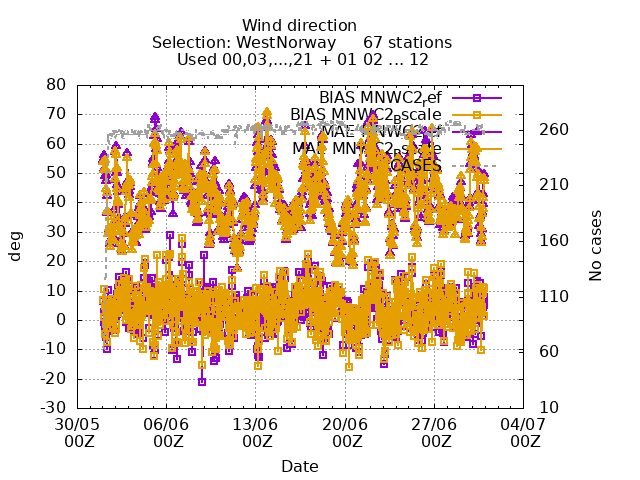 Wind direction
Selection: WestNorway 67 stations
Used 00,03,...,21 + 01 02 ... 12
BIAS MNWC2_ref
BIAS MNWC2_B_scale
MAE MNWC2_ref
MAE MNWC2_B_scale
CASES
80
70
60
50
40
30
20
10
0
-10
-20
-30
260
210
160
110
60
10
deg
No cases
30/05 06/06 13/06 20/06 27/06 04/07
00Z 00Z 00Z 00Z 00Z 00Z
Date